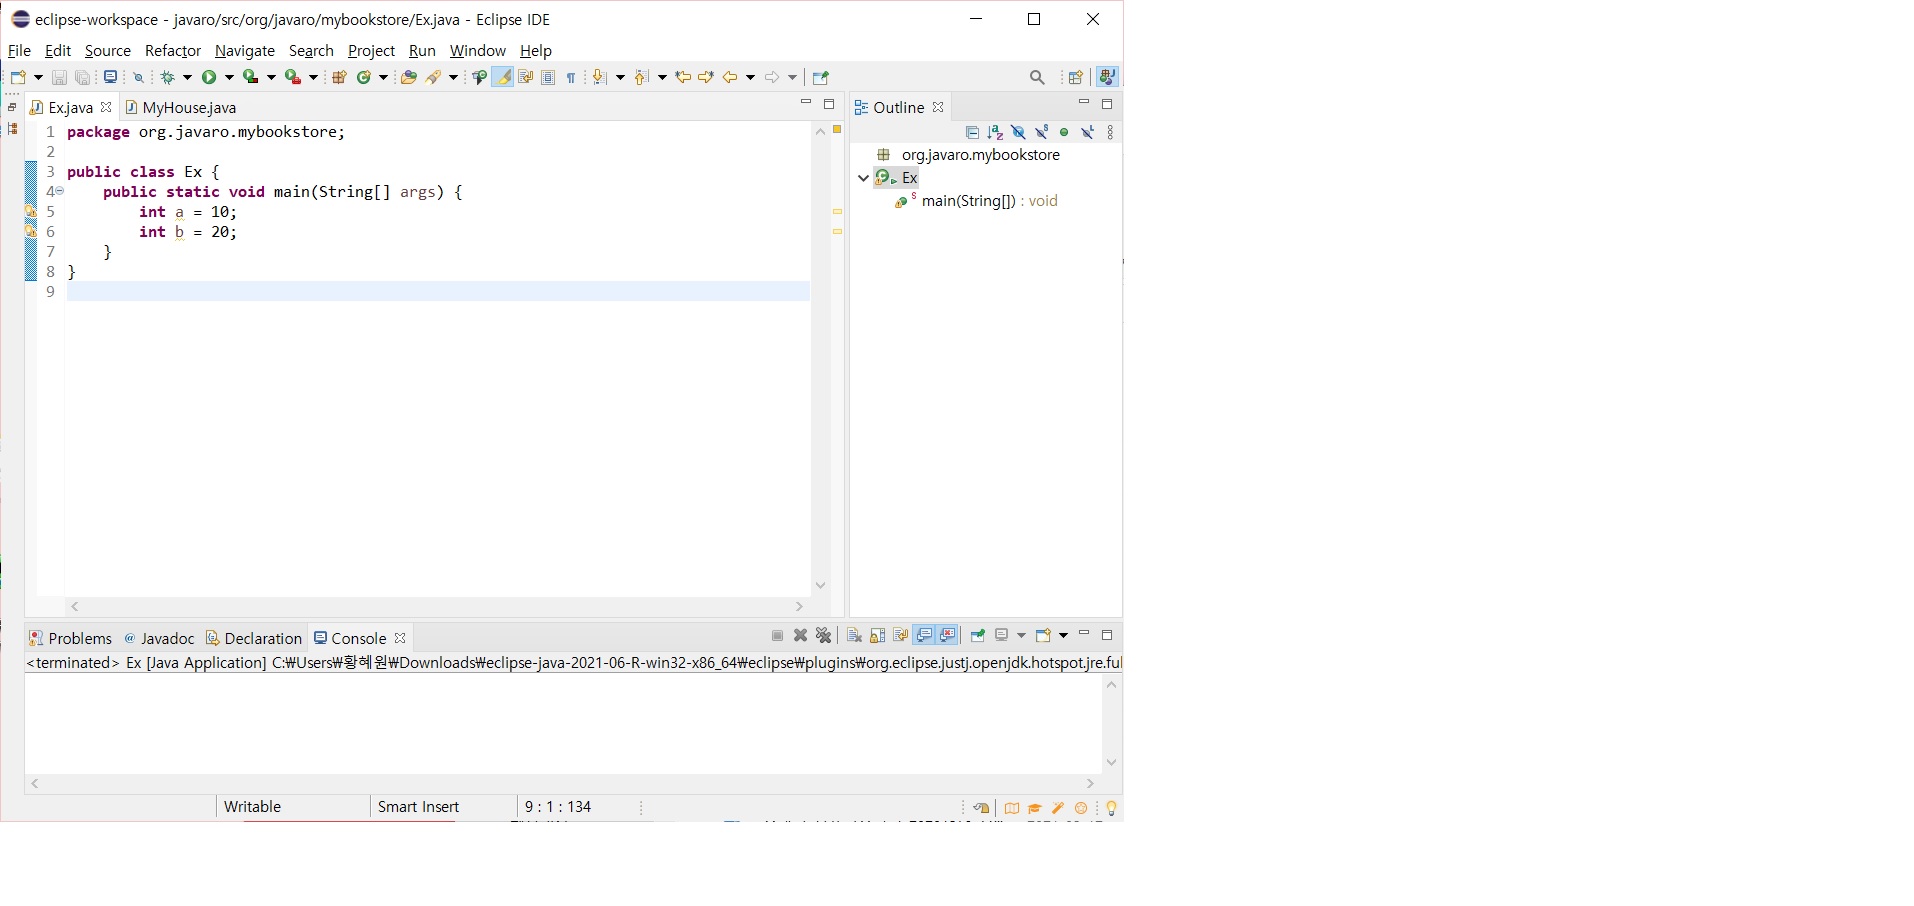 eclipse-workspace - javaro/src/org/javaro/mybookstore/Ex.java - Eclipse IDE
File Edit Source Refactor Navigate Search Project Run Window Help
Ex.java MyHouse.java
1 package org.javaro.mybookstore;
2
3 public class Ex {
4 public static void main(String[] args) {
5 int a = 10;
6 int b = 20;
7 }
8 }
9
Outline
org.javaro.mybookstore
Ex
main(String[]) : void
Problems @ Javadoc Declaration Console
<terminated> Ex [Java Application] C:₩Users₩황혜원₩Downloads₩eclipse-java-2021-06-R-win32-x86_64₩eclipse₩plugins₩org.eclipse.justj.openjdk.hotspot.jre.ful
Writable Smart Insert 9 : 1 : 134